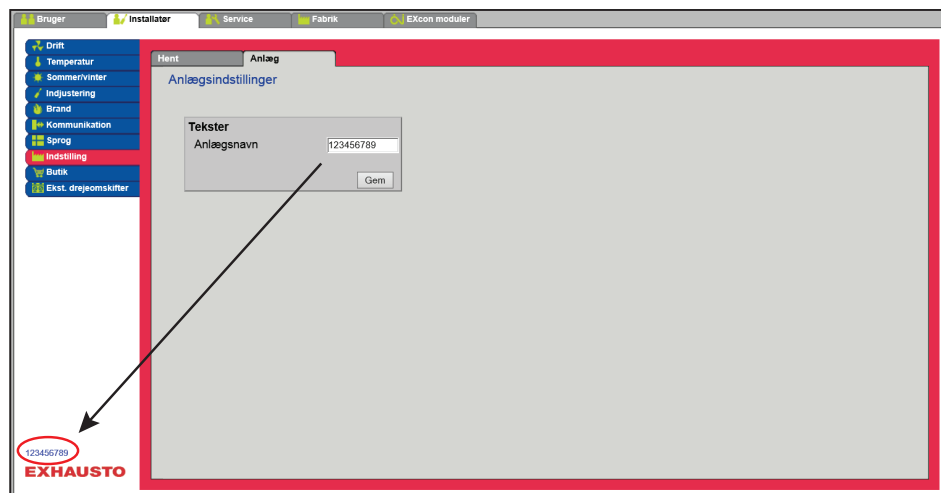 Bruger Installatør Service Fabrik EXcon moduler
Drift
Temperatur
Sommer/vinter
Indjustering
Brand
Kommunikation
Sprog
Indstilling
Butik
Ekst. drejeomskifter
Hent Anlæg
Anlægsindstillinger
Tekster
Anlægsnavn 123456789
Gem
123456789
EXHAUSTO